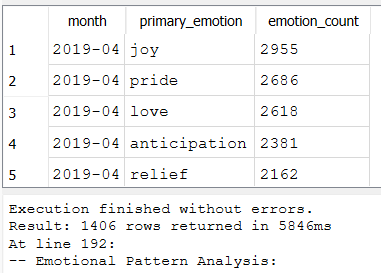 month primary_emotion emotion_count
1 2019-04 joy 2955
2 2019-04 pride 2686
3 2019-04 love 2618
4 2019-04 anticipation 2381
5 2019-04 relief 2162
Execution finished without errors.
Result: 1406 rows returned in 5846ms
At line 192:
-- Emotional Pattern Analysis: